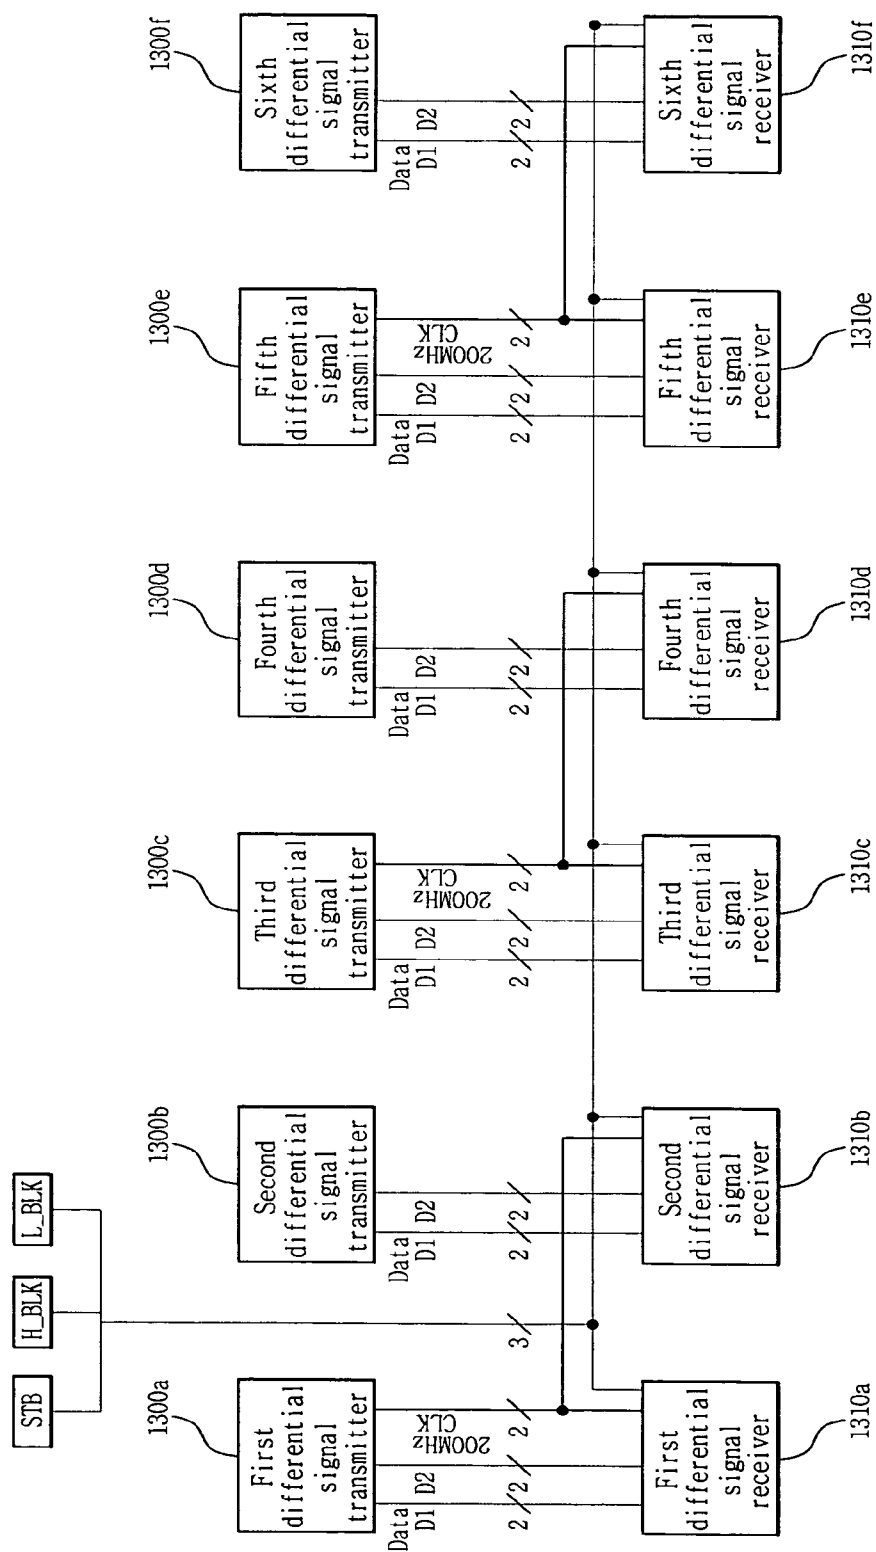 STB
H_BLK
L_BLK
1300a
First
differential
signal
transmitter
Data
D1
D2
200MHz
CLK
2
2
2
3
First
differential
signal
receiver
1310a
1300b
Second
differential
signal
transmitter
Data
D1
D2
2
2
Second
differential
signal
receiver
1310b
1300c
Third
differential
signal
transmitter
Data
D1
D2
200MHz
CLK
2
2
2
Third
differential
signal
receiver
1310c
1300d
Fourth
differential
signal
transmitter
Data
D1
D2
2
2
Fourth
differential
signal
receiver
1310d
1300e
Fifth
differential
signal
transmitter
Data
D1
D2
200MHz
CLK
2
2
2
Fifth
differential
signal
receiver
1310e
1300f
Sixth
differential
signal
transmitter
Data
D1
D2
2
2
Sixth
differential
signal
receiver
1310f